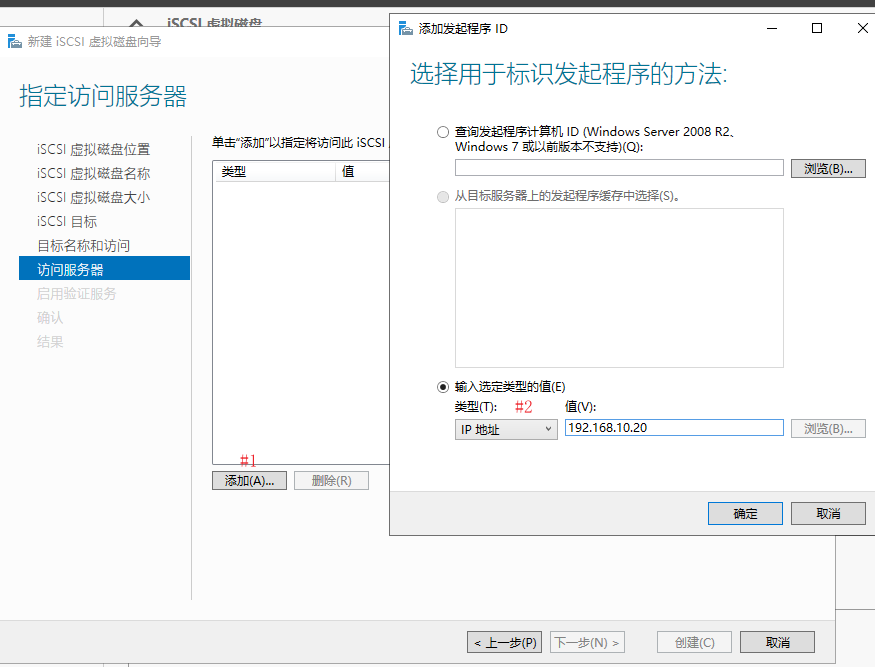 iSCSI 虚拟磁盘
新建 iSCSI 虚拟磁盘向导
指定访问服务器
iSCSI 虚拟磁盘位置
iSCSI 虚拟磁盘名称
iSCSI 虚拟磁盘大小
iSCSI 目标
目标名称和访问
访问服务器
启用验证服务
确认
结果
单击“添加”以指定将访问此 iSCSI
类型 值
#1
添加(A)... 删除(R)
添加发起程序 ID
选择用于标识发起程序的方法:
查询发起程序计算机 ID (Windows Server 2008 R2、
Windows 7 或以前版本不支持)(Q):
浏览(B)...
从目标服务器上的发起程序缓存中选择(S)。
输入选定类型的值(E)
类型(T): #2 值(V):
IP 地址 192.168.10.20 浏览(B)...
确定 取消
< 上一步(P) 下一步(N) > 创建(C) 取消